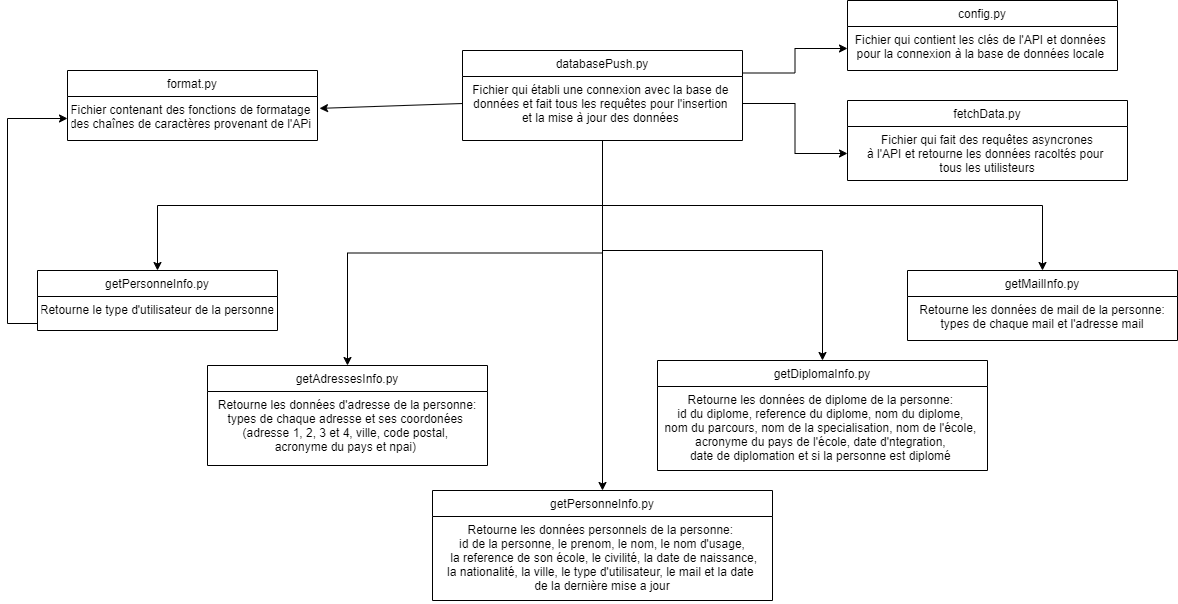 config.py
Fichier qui contient les clés de l'API et données
pour la connexion à la base de données locale
databasePush.py
Fichier qui établi une connexion avec la base de
données et fait tous les requêtes pour l'insertion
et la mise à jour des données
format.py
Fichier contenant des fonctions de formatage
des chaînes de caractères provenant de l'APi
fetchData.py
Fichier qui fait des requêtes asyncrones
à l'API et retourne les données racoltés pour
tous les utilisteurs
getPersonneInfo.py
Retourne le type d'utilisateur de la personne
getMailInfo.py
Retourne les données de mail de la personne:
types de chaque mail et l'adresse mail
getAdressesInfo.py
Retourne les données d'adresse de la personne:
types de chaque adresse et ses coordonées
(adresse 1, 2, 3 et 4, ville, code postal,
acronyme du pays et npai)
getDiplomaInfo.py
Retourne les données de diplome de la personne:
id du diplome, reference du diplome, nom du diplome,
nom du parcours, nom de la specialisation, nom de l'école,
acronyme du pays de l'école, date d'ntegration,
date de diplomation et si la personne est diplomé
getPersonneInfo.py
Retourne les données personnels de la personne:
id de la personne, le prenom, le nom, le nom d'usage,
la reference de son école, le civilité, la date de naissance,
la nationalité, la ville, le type d'utilisateur, le mail et la date
de la dernière mise a jour